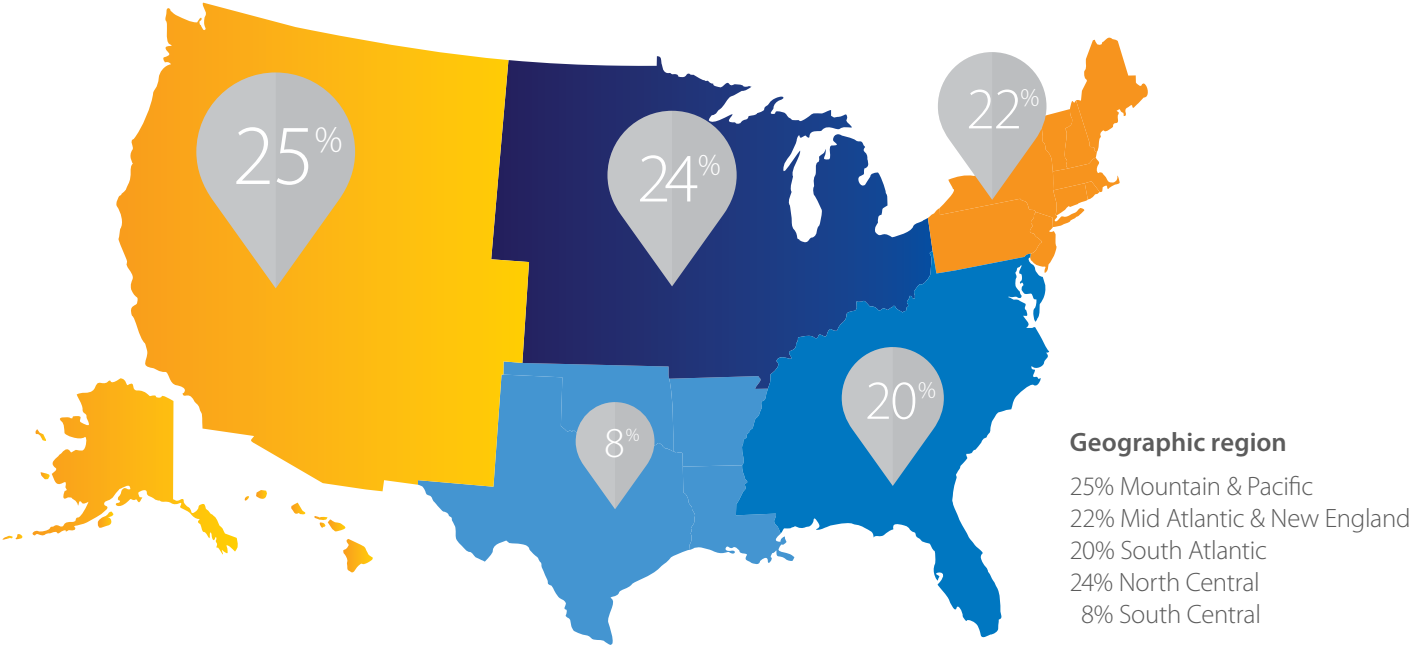 25%
24%
22%
20%
8%
Geographic region
25% Mountain & Pacific
22% Mid Atlantic & New England
20% South Atlantic
24% North Central
8% South Central